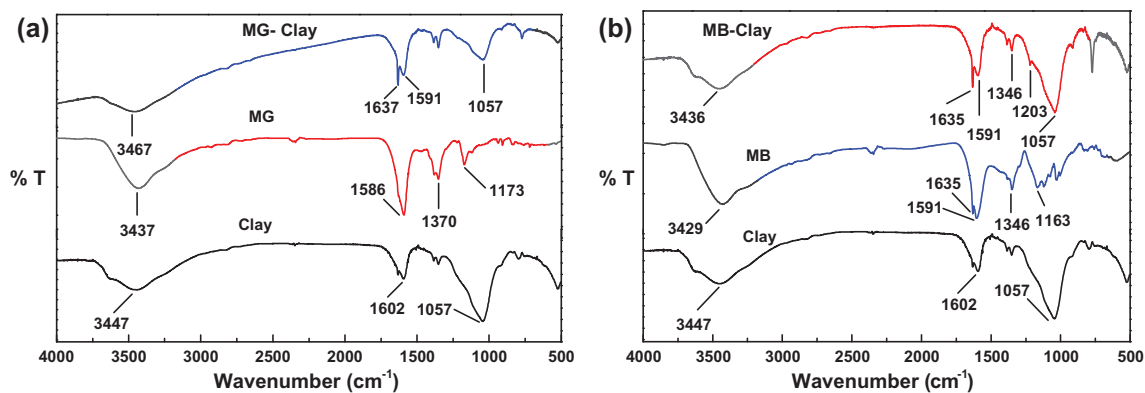 (a)
MG- Clay
1637
1591
1057
3467
MG
% T
1586
1370
1173
3437
Clay
1602
1057
3447
4000 3500 3000 2500 2000 1500 1000 500
Wavenumber (cm-1)
(b)
MB-Clay
3436
1635
1591
1346
1203
1057
MB
% T
1635
1591
1346
1163
3429
Clay
1602
1057
3447
4000 3500 3000 2500 2000 1500 1000 500
Wavenumber (cm-1)